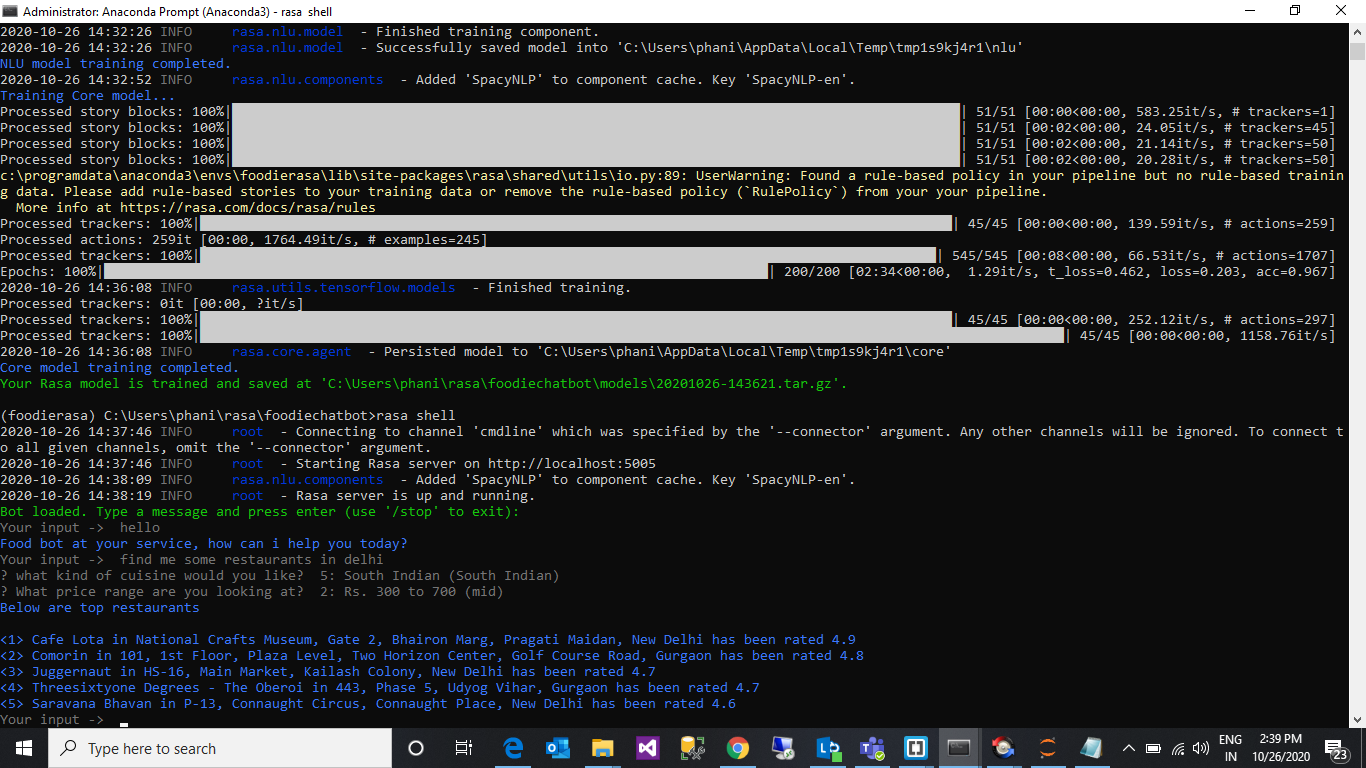 Administrator: Anaconda Prompt (Anaconda3) - rasa shell
2020-10-26 14:32:26 INFO     rasa.nlu.model  - Finished training component.
2020-10-26 14:32:26 INFO     rasa.nlu.model  - Successfully saved model into 'C:\Users\phani\AppData\Local\Temp\tmp1s9kj4r1\nlu'
NLU model training completed.
2020-10-26 14:32:52 INFO     rasa.nlu.components  - Added 'SpacyNLP' to component cache. Key 'SpacyNLP-en'.
Training Core model...
Processed story blocks: 100%| | 51/51 [00:00<00:00, 583.25it/s, # trackers=1]
Processed story blocks: 100%| | 51/51 [00:02<00:00, 24.05it/s, # trackers=45]
Processed story blocks: 100%| | 51/51 [00:02<00:00, 21.14it/s, # trackers=50]
Processed story blocks: 100%| | 51/51 [00:02<00:00, 20.28it/s, # trackers=50]
c:\programdata\anaconda3\envs\foodierasa\lib\site-packages\rasa\shared\utils\io.py:89: UserWarning: Found a rule-based policy in your pipeline but no rule-based trainin
g data. Please add rule-based stories to your training data or remove the rule-based policy (`RulePolicy`) from your your pipeline.
  More info at https://rasa.com/docs/rasa/rules
Processed trackers: 100%| | 45/45 [00:00<00:00, 139.59it/s, # actions=259]
Processed actions: 259it [00:00, 1764.49it/s, # examples=245]
Processed trackers: 100%| | 545/545 [00:08<00:00, 66.53it/s, # actions=1707]
Epochs: 100%| | 200/200 [02:34<00:00,  1.29it/s, t_loss=0.462, loss=0.203, acc=0.967]
2020-10-26 14:36:08 INFO     rasa.utils.tensorflow.models  - Finished training.
Processed trackers: 0it [00:00, ?it/s]
Processed trackers: 100%| | 45/45 [00:00<00:00, 252.12it/s, # actions=297]
Processed trackers: 100%| | 45/45 [00:00<00:00, 1158.76it/s]
2020-10-26 14:36:08 INFO     rasa.core.agent  - Persisted model to 'C:\Users\phani\AppData\Local\Temp\tmp1s9kj4r1\core'
Core model training completed.
Your Rasa model is trained and saved at 'C:\Users\phani\rasa\foodiechatbot\models\20201026-143621.tar.gz'.
(foodierasa) C:\Users\phani\rasa\foodiechatbot>rasa shell
2020-10-26 14:37:46 INFO     root  - Connecting to channel 'cmdline' which was specified by the '--connector' argument. Any other channels will be ignored. To connect t
o all given channels, omit the '--connector' argument.
2020-10-26 14:37:46 INFO     root  - Starting Rasa server on http://localhost:5005
2020-10-26 14:38:09 INFO     rasa.nlu.components  - Added 'SpacyNLP' to component cache. Key 'SpacyNLP-en'.
2020-10-26 14:38:19 INFO     root  - Rasa server is up and running.
Bot loaded. Type a message and press enter (use '/stop' to exit):
Your input ->  hello
Food bot at your service, how can i help you today?
Your input ->  find me some restaurants in delhi
? what kind of cuisine would you like?  5: South Indian (South Indian)
? What price range are you looking at?  2: Rs. 300 to 700 (mid)
Below are top restaurants
<1> Cafe Lota in National Crafts Museum, Gate 2, Bhairon Marg, Pragati Maidan, New Delhi has been rated 4.9
<2> Comorin in 101, 1st Floor, Plaza Level, Two Horizon Center, Golf Course Road, Gurgaon has been rated 4.8
<3> Juggernaut in HS-16, Main Market, Kailash Colony, New Delhi has been rated 4.7
<4> Threesixtyone Degrees - The Oberoi in 443, Phase 5, Udyog Vihar, Gurgaon has been rated 4.7
<5> Saravana Bhavan in P-13, Connaught Circus, Connaught Place, New Delhi has been rated 4.6
Your input ->  _
Type here to search
ENG
IN
2:39 PM
10/26/2020
23